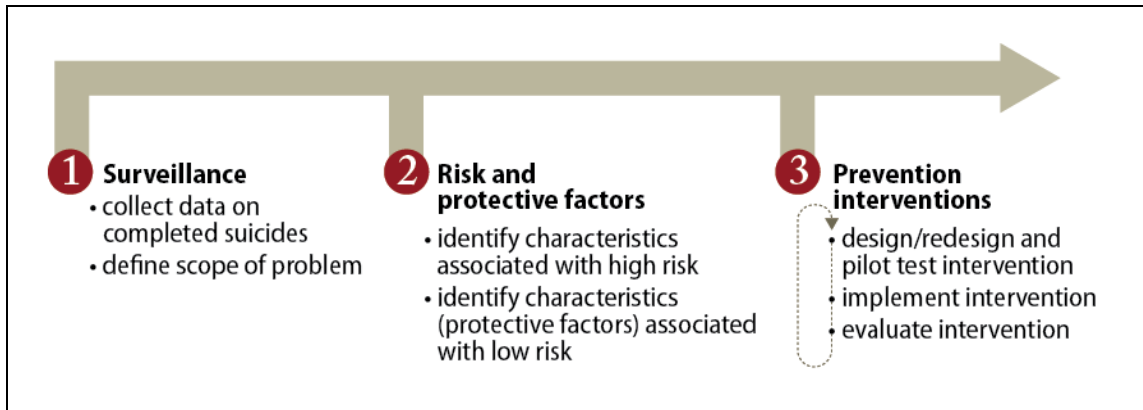 1 Surveillance
• collect data on
completed suicides
• define scope of problem
2 Risk and
protective factors
• identify characteristics
associated with high risk
• identify characteristics
(protective factors) associated
with low risk
3 Prevention
interventions
• design/redesign and
pilot test intervention
• implement intervention
• evaluate intervention